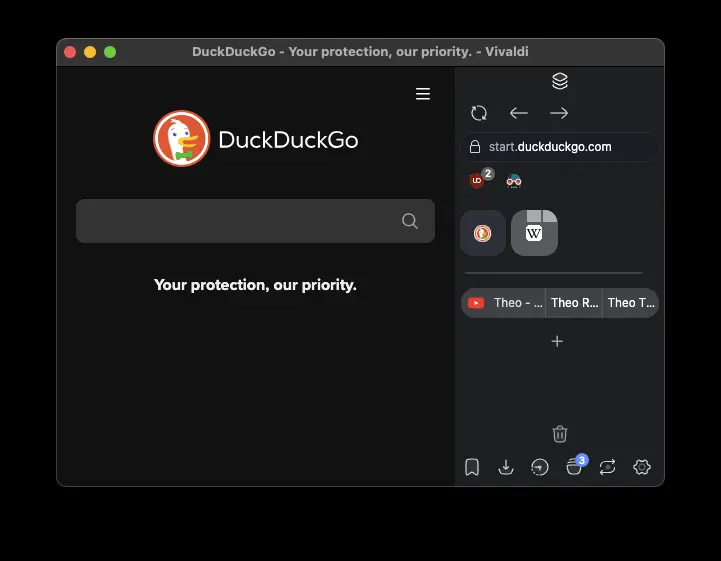 DuckDuckGo - Your protection, our priority. - Vivaldi
DuckDuckGo
Your protection, our priority.
start.duckduckgo.com
2
W
Theo - ... Theo R... Theo T...
3